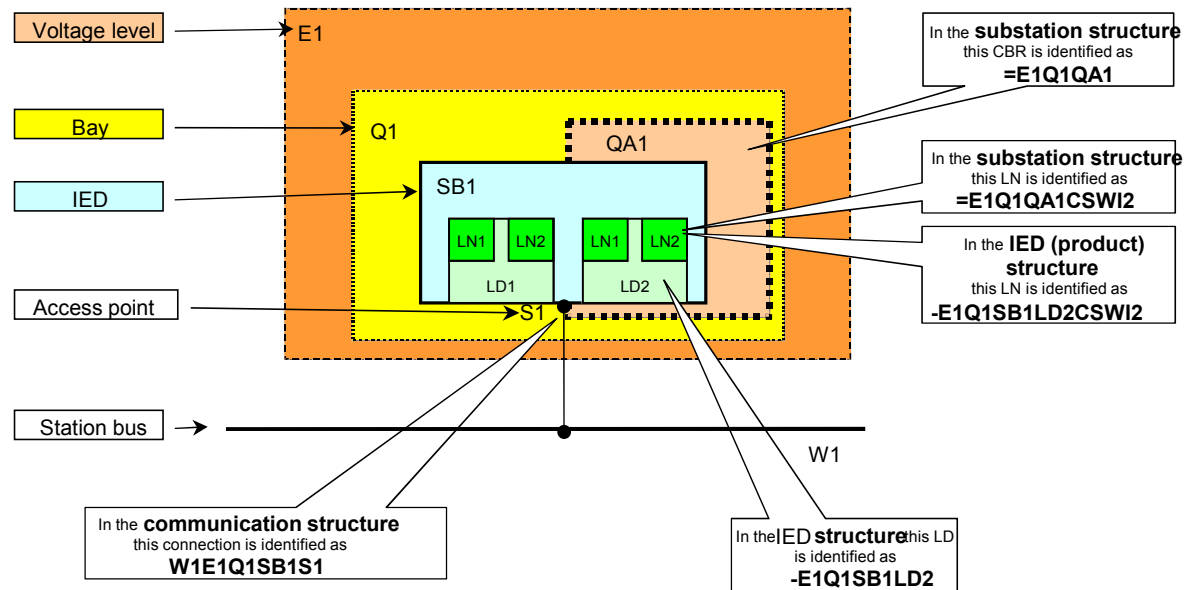 Voltage level
E1
In the substation structure
this CBR is identified as
=E1Q1QA1
Bay
Q1
QA1
In the substation structure
this LN is identified as
=E1Q1QA1CSWI2
IED
SB1
LN1
LN2
LN1
LN2
In the IED (product)
structure
this LN is identified as
-E1Q1SB1LD2CSWI2
LD1
LD2
Access point
S1
Station bus
W1
In the communication structure
this connection is identified as
W1E1Q1SB1S1
In the IED structure this LD
is identified as
-E1Q1SB1LD2